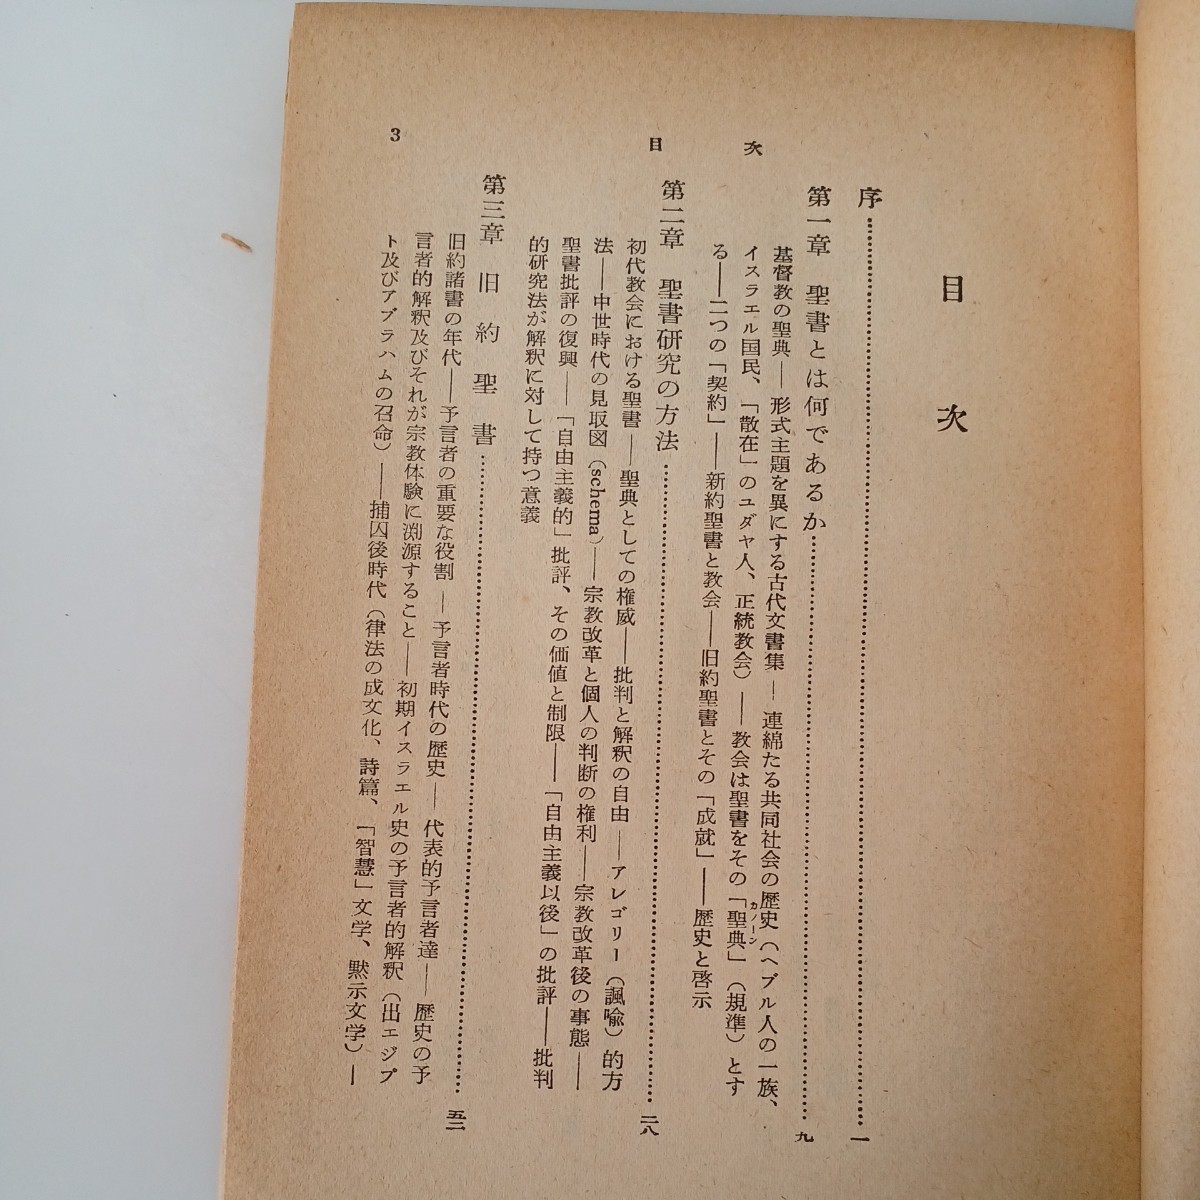 目次
序……………一
第一章 聖書とは何であるか……………九
基督教の聖典——形式主題を異にする古代文書集——連綿たる共同社会の歴史（ヘブル人の一族、
イスラエル国民、「散在」のユダヤ人、正統教会）——教会は聖書をその「聖典」（規準）とす
カノーン
る——二つの「契約」——新約聖書と教会——旧約聖書とその「成就」——歴史と啓示
第二章 聖書研究の方法……………二八
初代教会における聖書——聖典としての権威——批判と解釈の自由——アレゴリー（諷喩）的方
法——中世時代の見取図（schema）——宗教改革と個人の判断の権利——宗教改革後の事態——
聖書批評の復興——「自由主義的」批評、その価値と制限——「自由主義以後」の批評——批判
的研究法が解釈に対して持つ意義
第三章 旧約聖書……………五二
旧約諸書の年代——予言者の重要な役割——予言者時代の歴史——代表的予言者達——歴史の予
言者的解釈及びそれが宗教体験に淵源すること——初期イスラエル史の予言者的解釈（出エジプ
ト及びアブラハムの召命）——捕囚後時代（律法の成文化、詩篇、「智慧」文学、黙示文学）——
目次
3